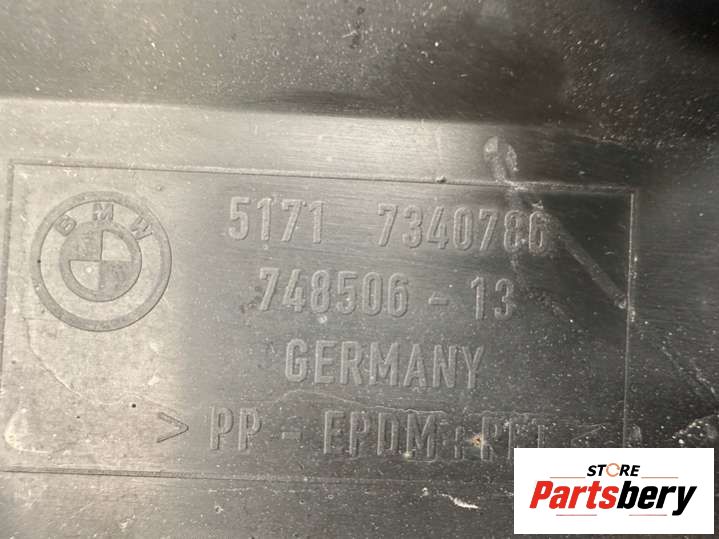 BMW
5171 7340786
748506 - 13
GERMANY
> PP - EPDM
STORE
Partsbery